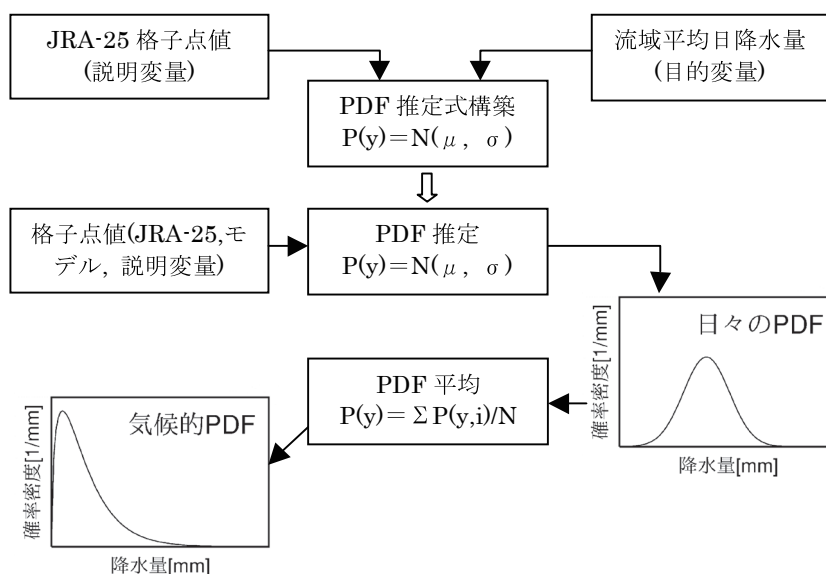 JRA-25 格子点値
(説明変量)
流域平均日降水量
(目的変量)
PDF 推定式構築
P(y)=N(μ, σ)
格子点値(JRA-25,モ
デル, 説明変量)
PDF 推定
P(y)=N(μ, σ)
日々のPDF
確率密度[1/mm]
降水量[mm]
PDF 平均
P(y)=ΣP(y,i)/N
気候的PDF
確率密度[1/mm]
降水量[mm]